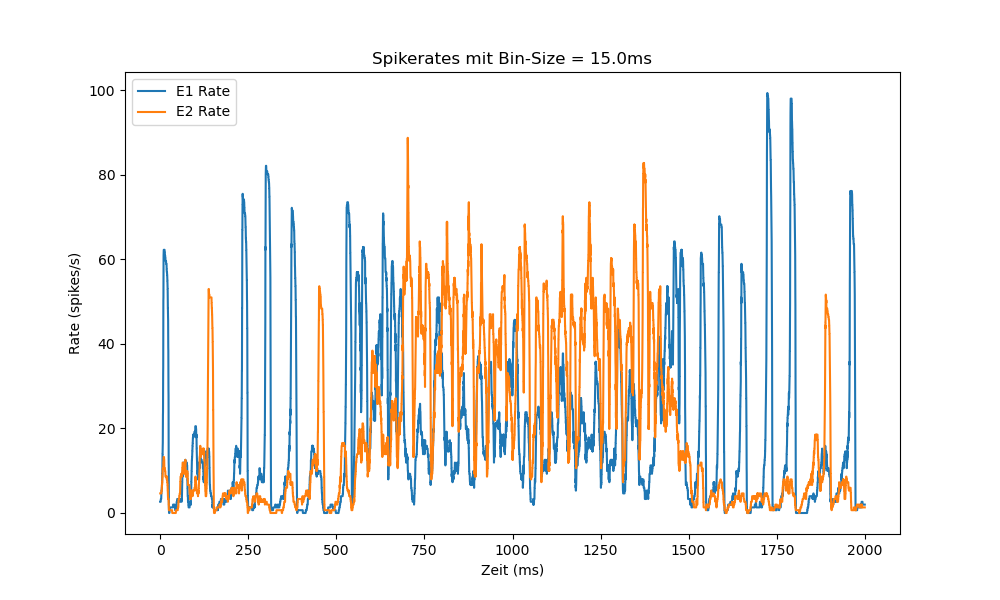 Spikerates mit Bin-Size = 15.0ms
E1 Rate
E2 Rate
100
80
60
40
20
0
Rate (spikes/s)
0 250 500 750 1000 1250 1500 1750 2000
Zeit (ms)